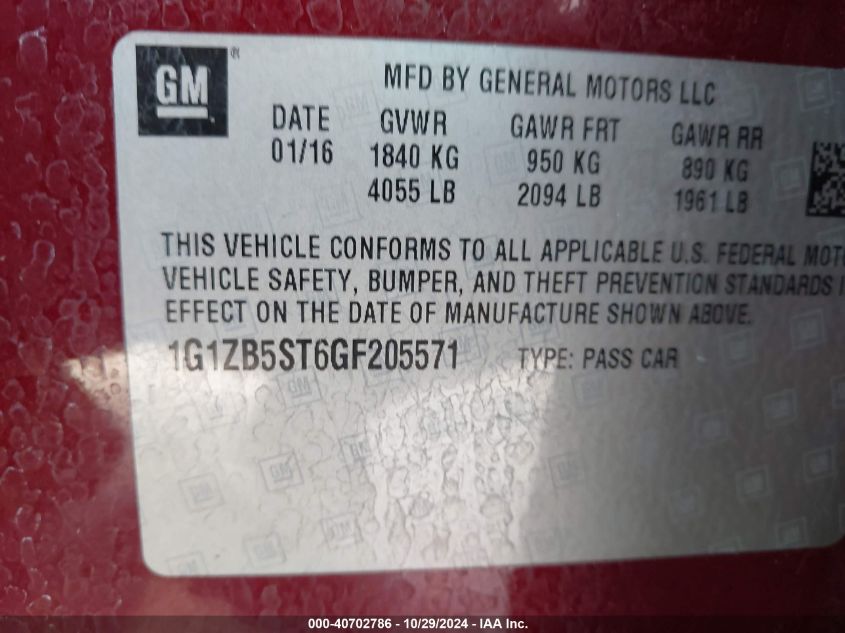 GM ®
MFD BY GENERAL MOTORS LLC
DATE GVWR GAWR FRT GAWR RR
01/16 1840 KG 950 KG 890 KG
4055 LB 2094 LB 1961 LB
THIS VEHICLE CONFORMS TO ALL APPLICABLE U.S. FEDERAL MOT
VEHICLE SAFETY, BUMPER, AND THEFT PREVENTION STANDARDS I
EFFECT ON THE DATE OF MANUFACTURE SHOWN ABOVE.
1G1ZB5ST6GF205571 TYPE: PASS CAR
000-40702786 - 10/29/2024 - IAA Inc.